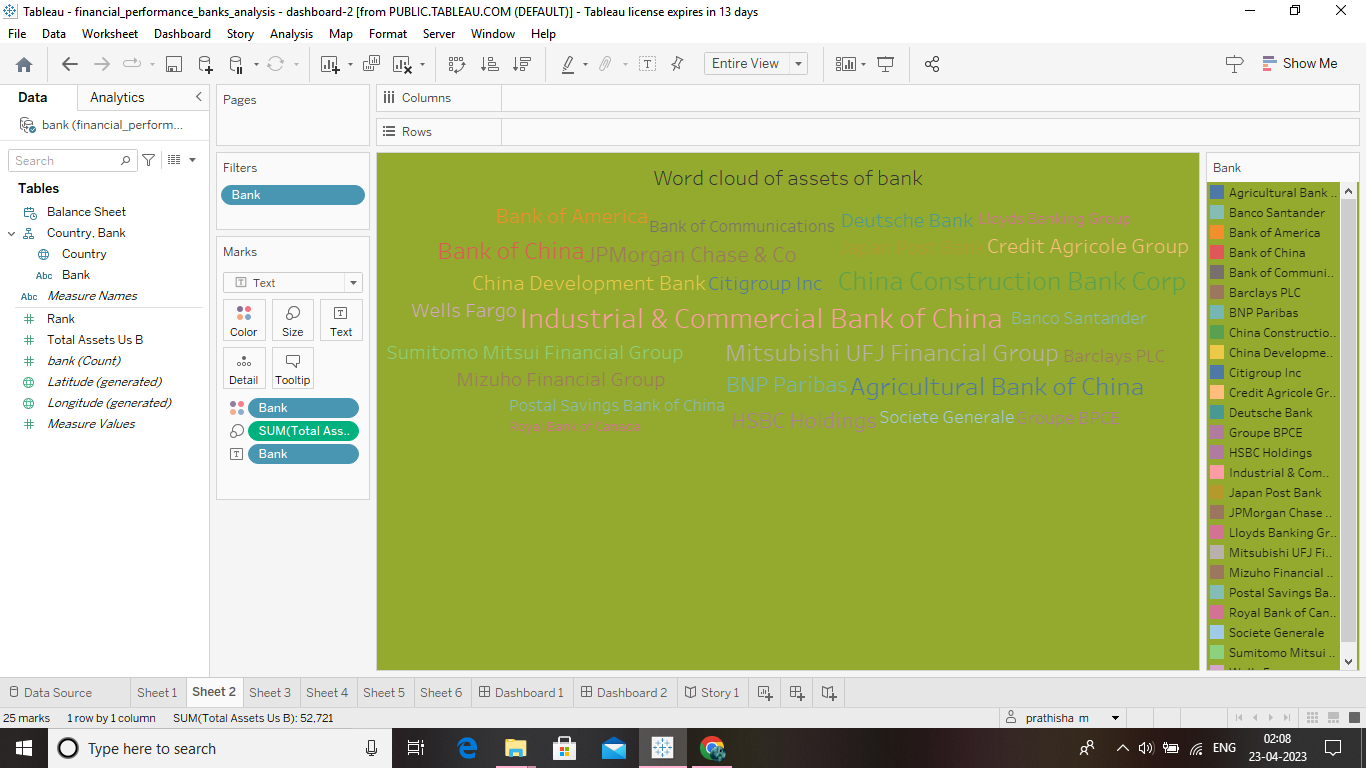 Tableau - financial_performance_banks_analysis - dashboard-2 [from PUBLIC.TABLEAU.COM (DEFAULT)] - Tableau license expires in 13 days
File Data Worksheet Dashboard Story Analysis Map Format Server Window Help
Entire View
Show Me
Data Analytics
bank (financial_perform...
Search
Tables
Balance Sheet
Country, Bank
Country
Abc Bank
Abc Measure Names
Rank
Total Assets Us B
bank (Count)
Latitude (generated)
Longitude (generated)
Measure Values
Pages
Filters
Bank
Marks
Text
Color Size Text
Detail Tooltip
Bank
SUM(Total Ass..
Bank
Columns
Rows
Word cloud of assets of bank
Bank of America
Bank of Communications
Deutsche Bank
Lloyds Banking Group
Bank of China
JPMorgan Chase & Co
Japan Post Bank
Credit Agricole Group
China Development Bank
Citigroup Inc
China Construction Bank Corp
Wells Fargo
Industrial & Commercial Bank of China
Banco Santander
Sumitomo Mitsui Financial Group
Mitsubishi UFJ Financial Group
Barclays PLC
Mizuho Financial Group
BNP Paribas
Agricultural Bank of China
Postal Savings Bank of China
HSBC Holdings
Societe Generale
Groupe BPCE
Royal Bank of Canada
Bank
Agricultural Bank ..
Banco Santander
Bank of America
Bank of China
Bank of Communi..
Barclays PLC
BNP Paribas
China Constructio..
China Developme..
Citigroup Inc
Credit Agricole Gr..
Deutsche Bank
Groupe BPCE
HSBC Holdings
Industrial & Com..
Japan Post Bank
JPMorgan Chase ..
Lloyds Banking Gr..
Mitsubishi UFJ Fi..
Mizuho Financial ..
Postal Savings Ba..
Royal Bank of Can..
Societe Generale
Sumitomo Mitsui ..
Data Source Sheet 1 Sheet 2 Sheet 3 Sheet 4 Sheet 5 Sheet 6 Dashboard 1 Dashboard 2 Story 1
25 marks 1 row by 1 column SUM(Total Assets Us B): 52,721
prathisha m
Type here to search
ENG
02:08
23-04-2023